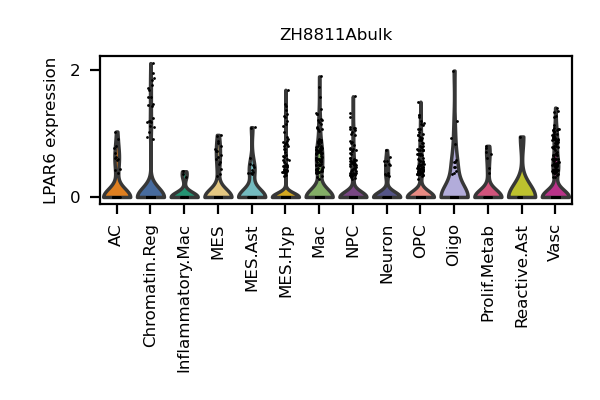 ZH8811Abulk
LPAR6 expression
2
0
AC
Chromatin.Reg
Inflammatory.Mac
MES
MES.Ast
MES.Hyp
Mac
NPC
Neuron
OPC
Oligo
Prolif.Metab
Reactive.Ast
Vasc